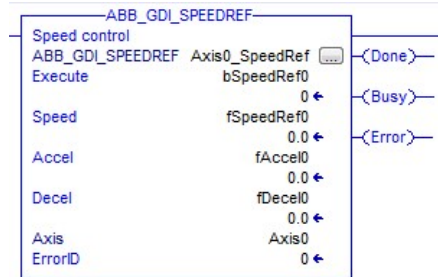 ABB_GDI_SPEEDREF
Speed control
ABB_GDI_SPEEDREF Axis0_SpeedRef ... (Done)
Execute bSpeedRef0
0 (Busy)
Speed fSpeedRef0
0.0 (Error)
Accel fAccel0
0.0
Decel fDecel0
0.0
Axis Axis0
ErrorID 0